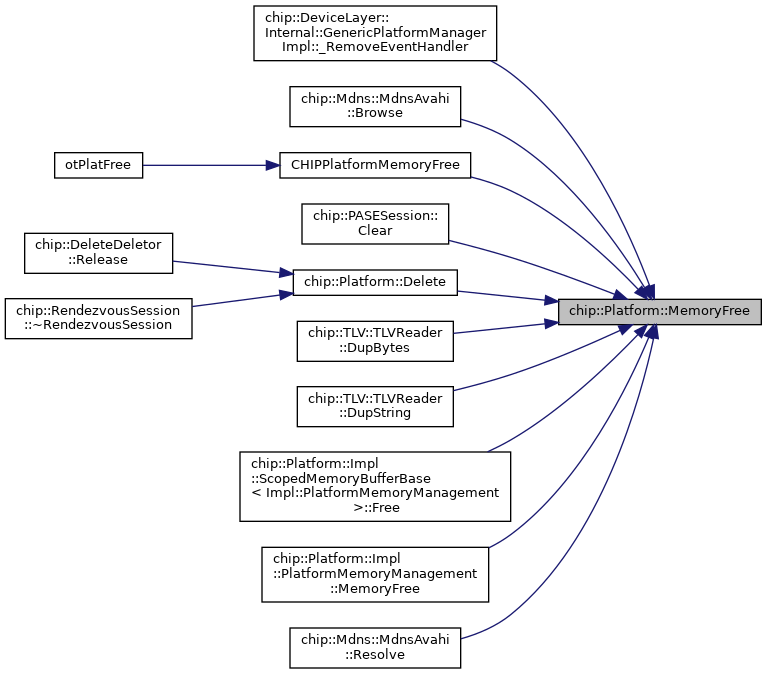 chip::DeviceLayer::
Internal::GenericPlatformManager
Impl::_RemoveEventHandler
chip::Mdns::MdnsAvahi
::Browse
otPlatFree
CHIPPlatformMemoryFree
chip::PASESession::
Clear
chip::DeleteDeletor
::Release
chip::Platform::Delete
chip::RendezvousSession
::~RendezvousSession
chip::Platform::MemoryFree
chip::TLV::TLVReader
::DupBytes
chip::TLV::TLVReader
::DupString
chip::Platform::Impl
::ScopedMemoryBufferBase
< Impl::PlatformMemoryManagement
>::Free
chip::Platform::Impl
::PlatformMemoryManagement
::MemoryFree
chip::Mdns::MdnsAvahi
::Resolve